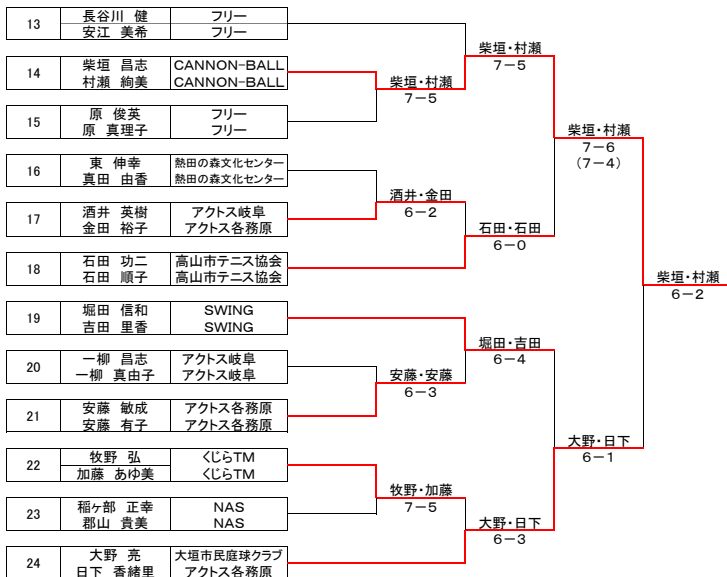 13 長谷川 健 フリー
安江 美希 フリー
14 柴垣 昌志 CANNON-BALL
村瀬 絢美 CANNON-BALL
15 原 俊英 フリー
原 真理子 フリー
16 東 伸幸 熱田の森文化センター
真田 由香 熱田の森文化センター
17 酒井 英樹 アクトス岐阜
金田 裕子 アクトス各務原
18 石田 功二 高山市テニス協会
石田 順子 高山市テニス協会
19 堀田 信和 SWING
吉田 里香 SWING
20 一柳 昌志 アクトス岐阜
一柳 真由子 アクトス岐阜
21 安藤 敏成 アクトス各務原
安藤 有子 アクトス各務原
22 牧野 弘 くじらTM
加藤 あゆ美 くじらTM
23 稲ヶ部 正幸 NAS
郡山 貴美 NAS
24 大野 亮 大垣市民庭球クラブ
日下 香緒里 アクトス各務原
柴垣・村瀬
7-5
酒井・金田
6-2
安藤・安藤
6-3
牧野・加藤
7-5
柴垣・村瀬
7-5
石田・石田
6-0
堀田・吉田
6-4
大野・日下
6-3
柴垣・村瀬
7-6
(7-4)
大野・日下
6-1
柴垣・村瀬
6-2